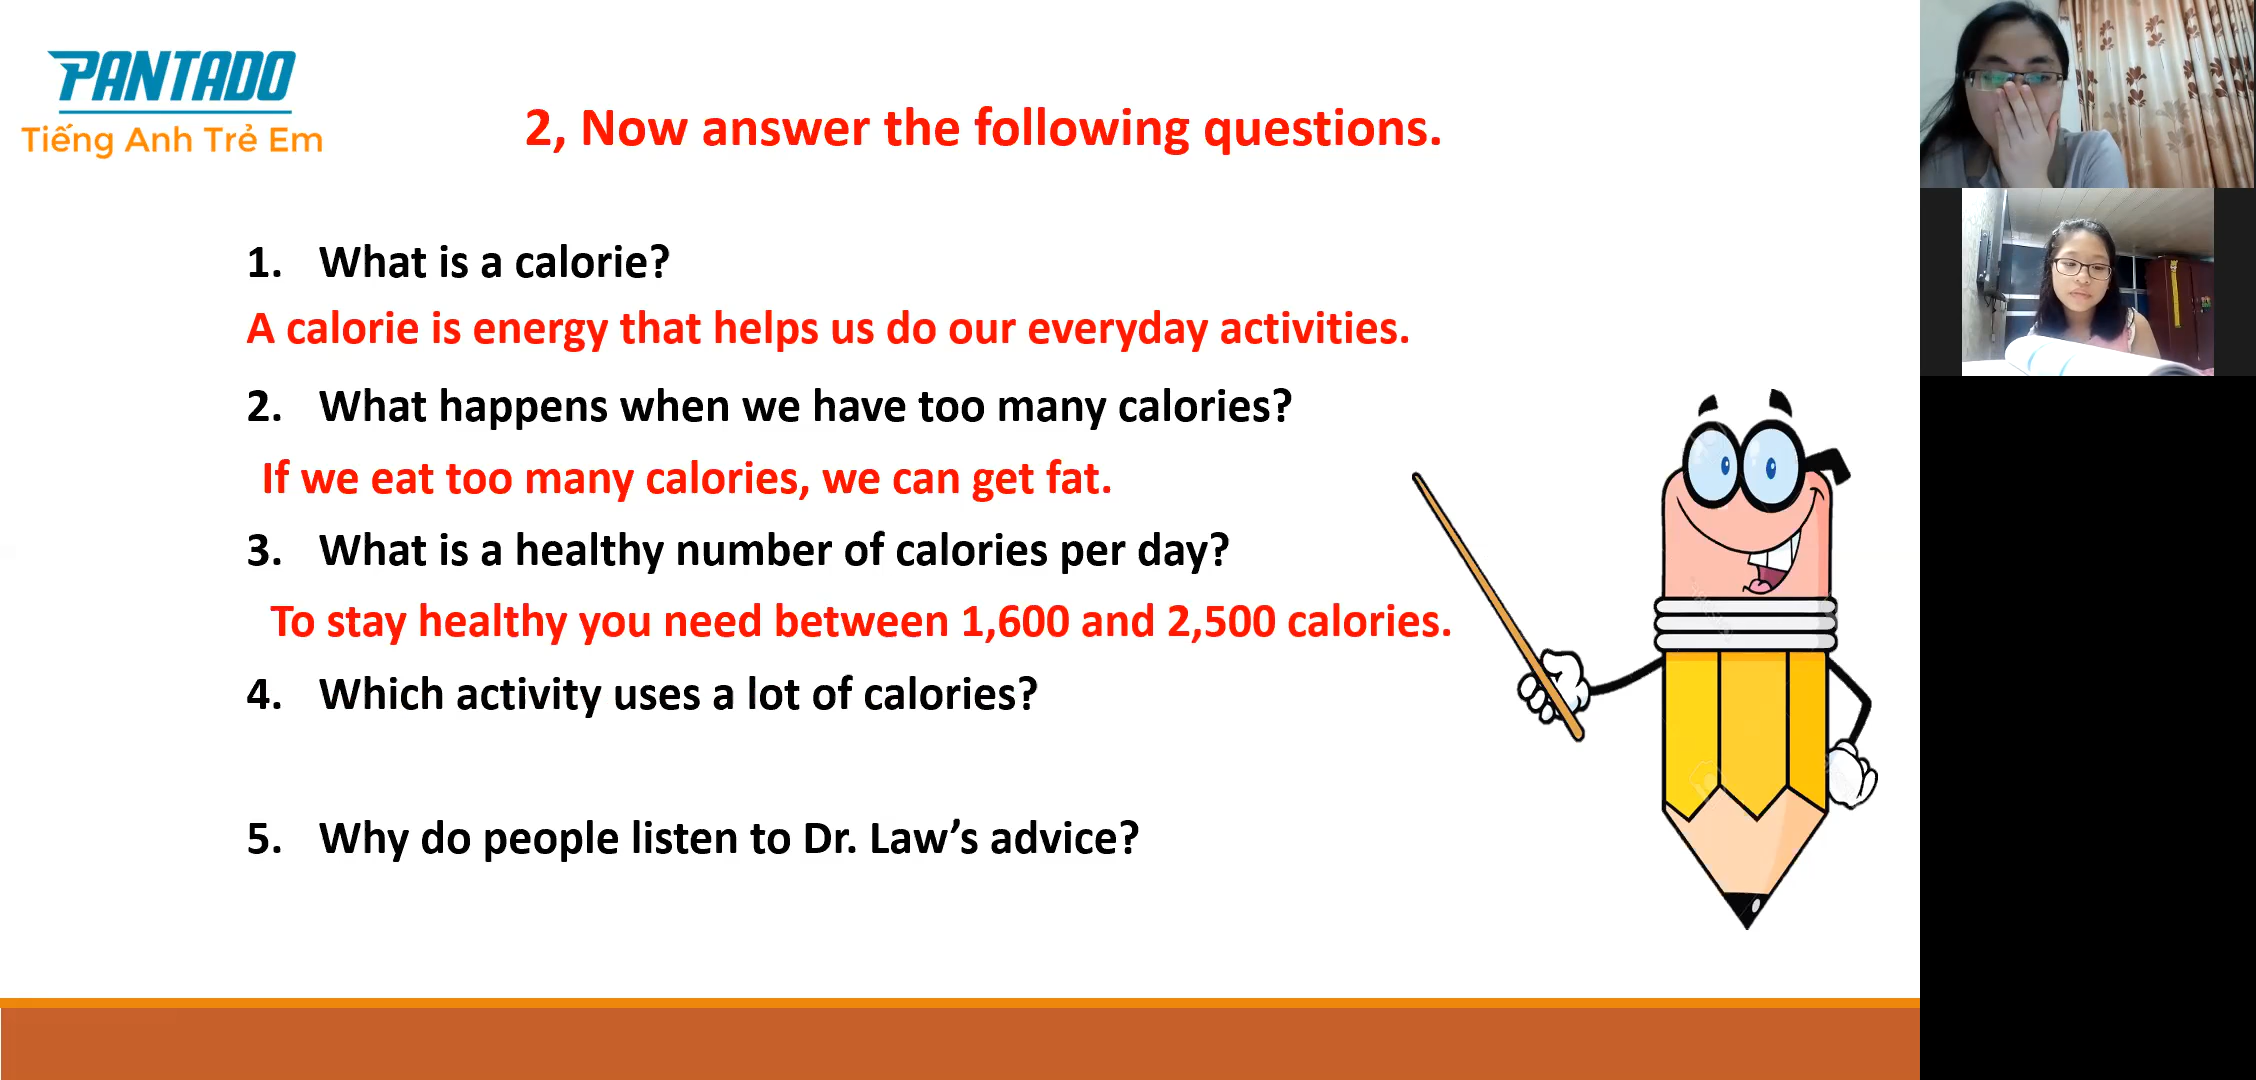 PANTADO
Tiếng Anh Trẻ Em
2, Now answer the following questions.
1. What is a calorie?
A calorie is energy that helps us do our everyday activities.
2. What happens when we have too many calories?
If we eat too many calories, we can get fat.
3. What is a healthy number of calories per day?
To stay healthy you need between 1,600 and 2,500 calories.
4. Which activity uses a lot of calories?
5. Why do people listen to Dr. Law’s advice?